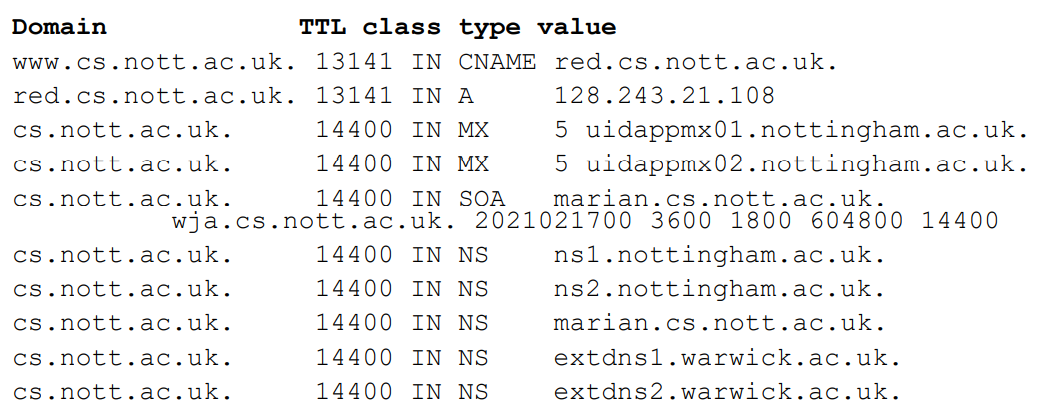 Domain TTL class type value
www.cs.nott.ac.uk. 13141 IN CNAME red.cs.nott.ac.uk.
red.cs.nott.ac.uk. 13141 IN A 128.243.21.108
cs.nott.ac.uk. 14400 IN MX 5 uidappmx01.nottingham.ac.uk.
cs.nott.ac.uk. 14400 IN MX 5 uidappmx02.nottingham.ac.uk.
cs.nott.ac.uk. 14400 IN SOA marian.cs.nott.ac.uk.
wja.cs.nott.ac.uk. 2021021700 3600 1800 604800 14400
cs.nott.ac.uk. 14400 IN NS ns1.nottingham.ac.uk.
cs.nott.ac.uk. 14400 IN NS ns2.nottingham.ac.uk.
cs.nott.ac.uk. 14400 IN NS marian.cs.nott.ac.uk.
cs.nott.ac.uk. 14400 IN NS extdns1.warwick.ac.uk.
cs.nott.ac.uk. 14400 IN NS extdns2.warwick.ac.uk.